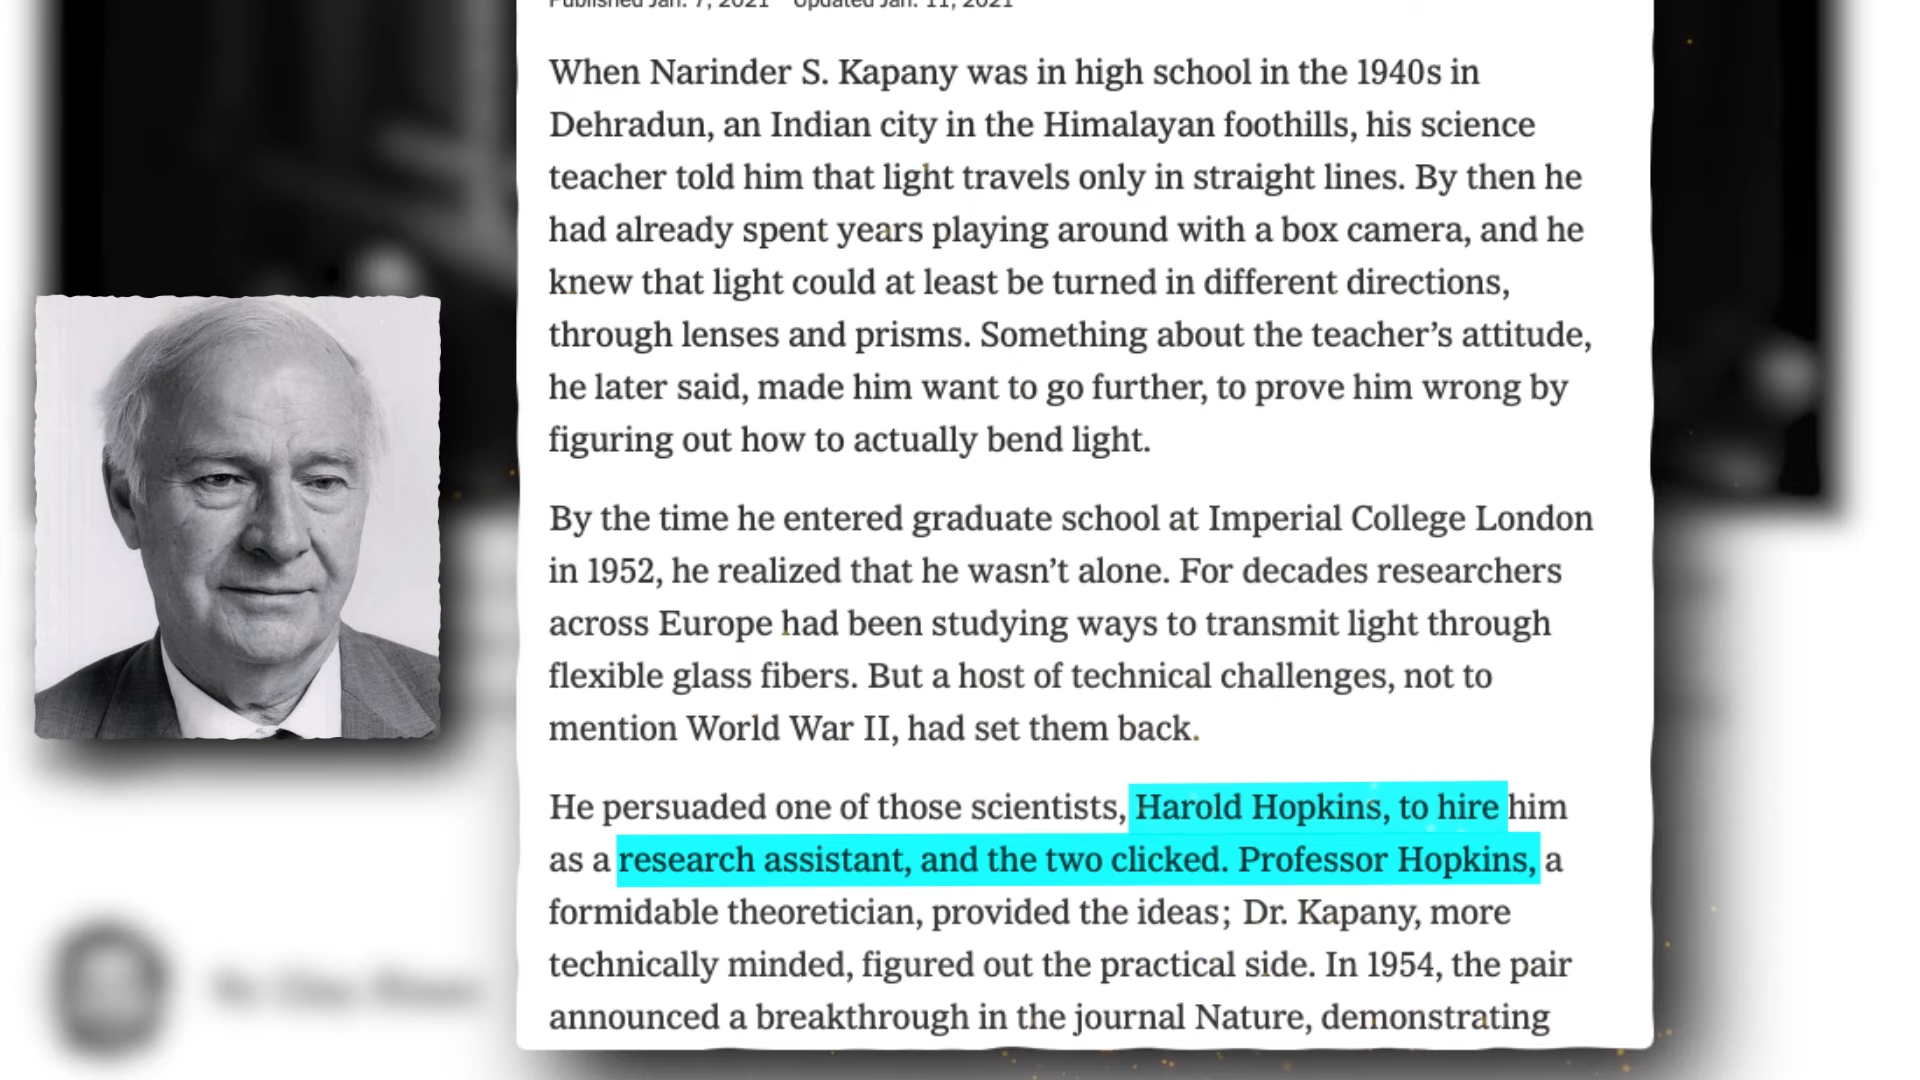 Published Jan. 7, 2021 Updated Jan. 11, 2021
When Narinder S. Kapany was in high school in the 1940s in
Dehradun, an Indian city in the Himalayan foothills, his science
teacher told him that light travels only in straight lines. By then he
had already spent years playing around with a box camera, and he
knew that light could at least be turned in different directions,
through lenses and prisms. Something about the teacher’s attitude,
he later said, made him want to go further, to prove him wrong by
figuring out how to actually bend light.
By the time he entered graduate school at Imperial College London
in 1952, he realized that he wasn’t alone. For decades researchers
across Europe had been studying ways to transmit light through
flexible glass fibers. But a host of technical challenges, not to
mention World War II, had set them back.
He persuaded one of those scientists, Harold Hopkins, to hire him
as a research assistant, and the two clicked. Professor Hopkins, a
formidable theoretician, provided the ideas; Dr. Kapany, more
technically minded, figured out the practical side. In 1954, the pair
announced a breakthrough in the journal Nature, demonstrating